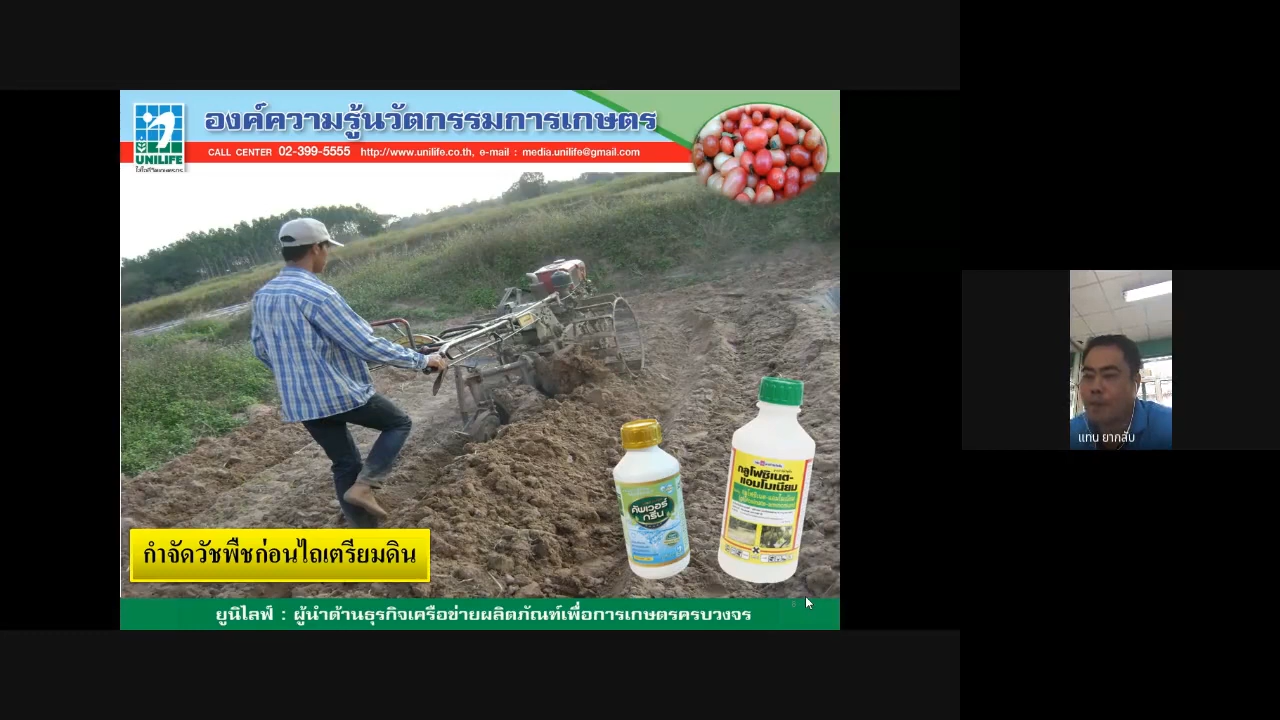 องค์ความรู้นวัตกรรมการเกษตร
UNILIFE
CALL CENTER 02-399-5555 http://www.unilife.co.th, e-mail : media.unilife@gmail.com
คัพเวอร์
กรีน
กลูโฟซิเนต-
แอมโมเนียม
กำจัดวัชพืชก่อนไถเตรียมดิน
8
ยูนิไลฟ์ : ผู้นำด้านธุรกิจเครือข่ายผลิตภัณฑ์เพื่อการเกษตรครบวงจร
แทน ยากสับ